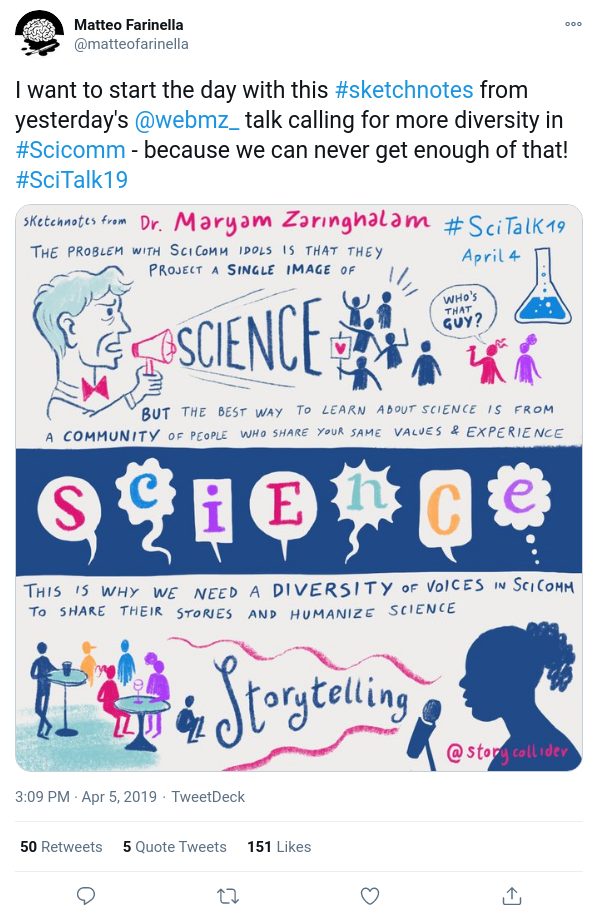 Matteo Farinella
@matteofarinella
I want to start the day with this #sketchnotes from
yesterday's @webmz_ talk calling for more diversity in
#Scicomm - because we can never get enough of that!
#SciTalk19
sketchnotes from Dr. Maryam Zaringhalam #SciTalk19
April 4
THE PROBLEM WITH SCICOMM IDOLS IS THAT THEY
PROJECT A SINGLE IMAGE OF
SCIENCE
WHO'S
THAT
GUY?
BUT THE BEST WAY TO LEARN ABOUT SCIENCE IS FROM
A COMMUNITY OF PEOPLE WHO SHARE YOUR SAME VALUES & EXPERIENCE
Sc i E n C e
THIS IS WHY WE NEED A DIVERSITY OF VOICES IN SCICOMM
TO SHARE THEIR STORIES AND HUMANIZE SCIENCE
Storytelling
@story collider
3:09 PM · Apr 5, 2019 · TweetDeck
50 Retweets 5 Quote Tweets 151 Likes